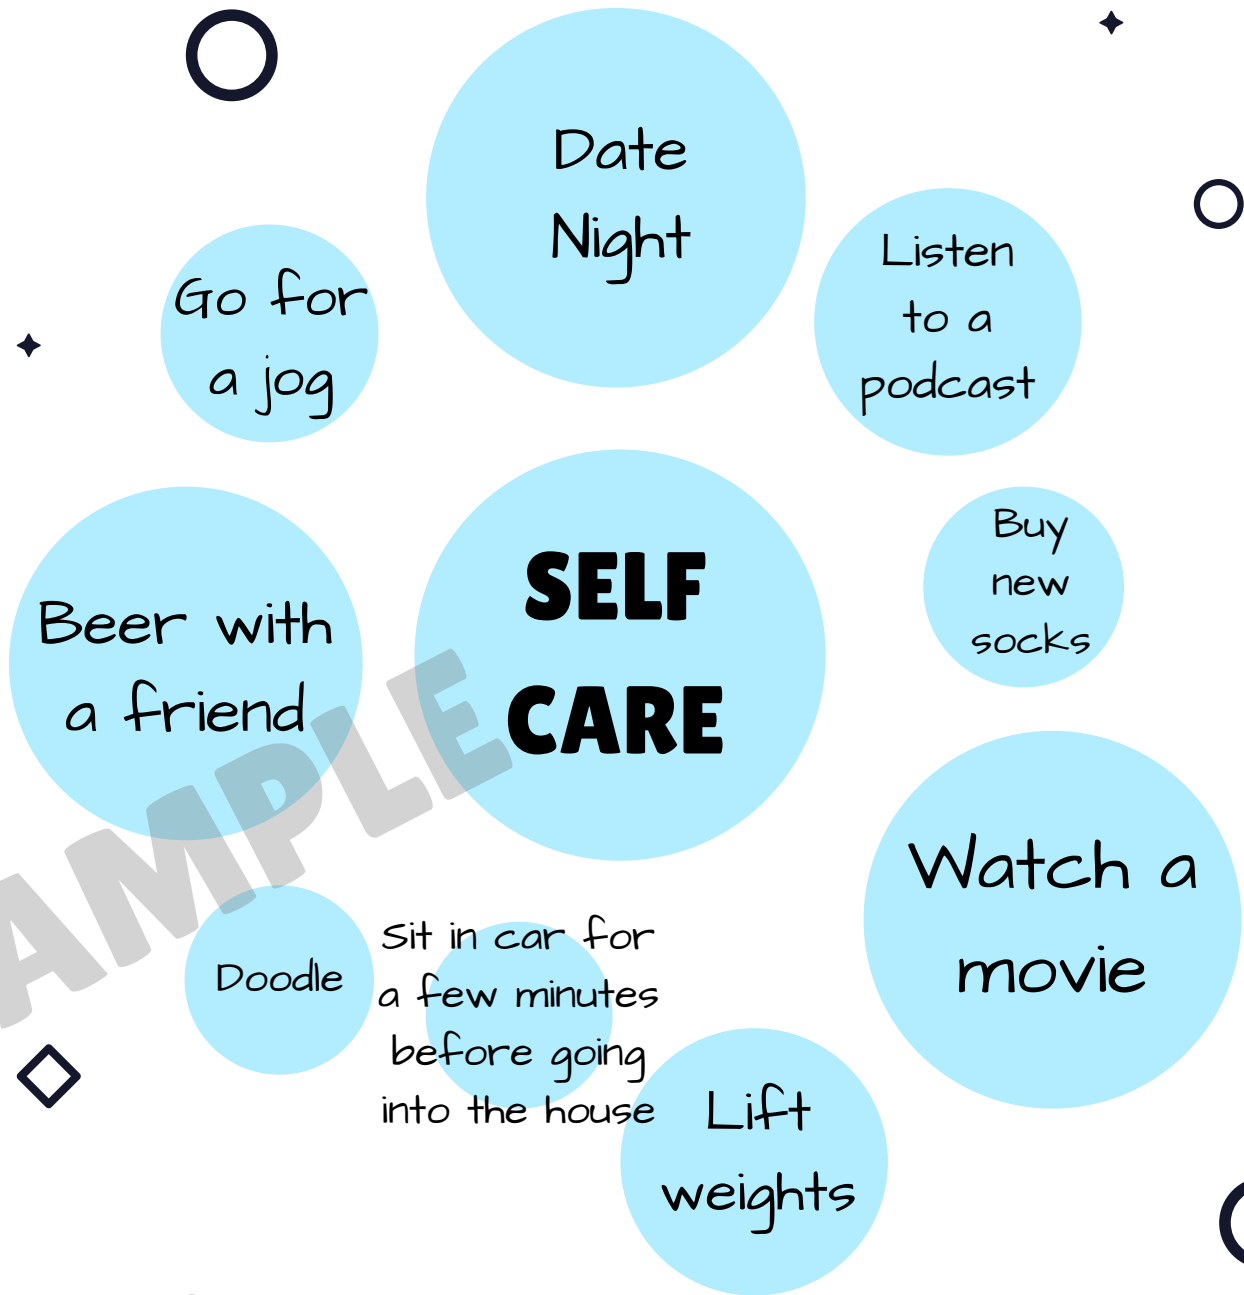 Date
Night
Listen
to a
podcast
Go for
a jog
Buy
new
socks
SELF
CARE
Beer with
a friend
Watch a
movie
AMPLE
Doodle
Sit in car for
a few minutes
before going
into the house
Lift
weights